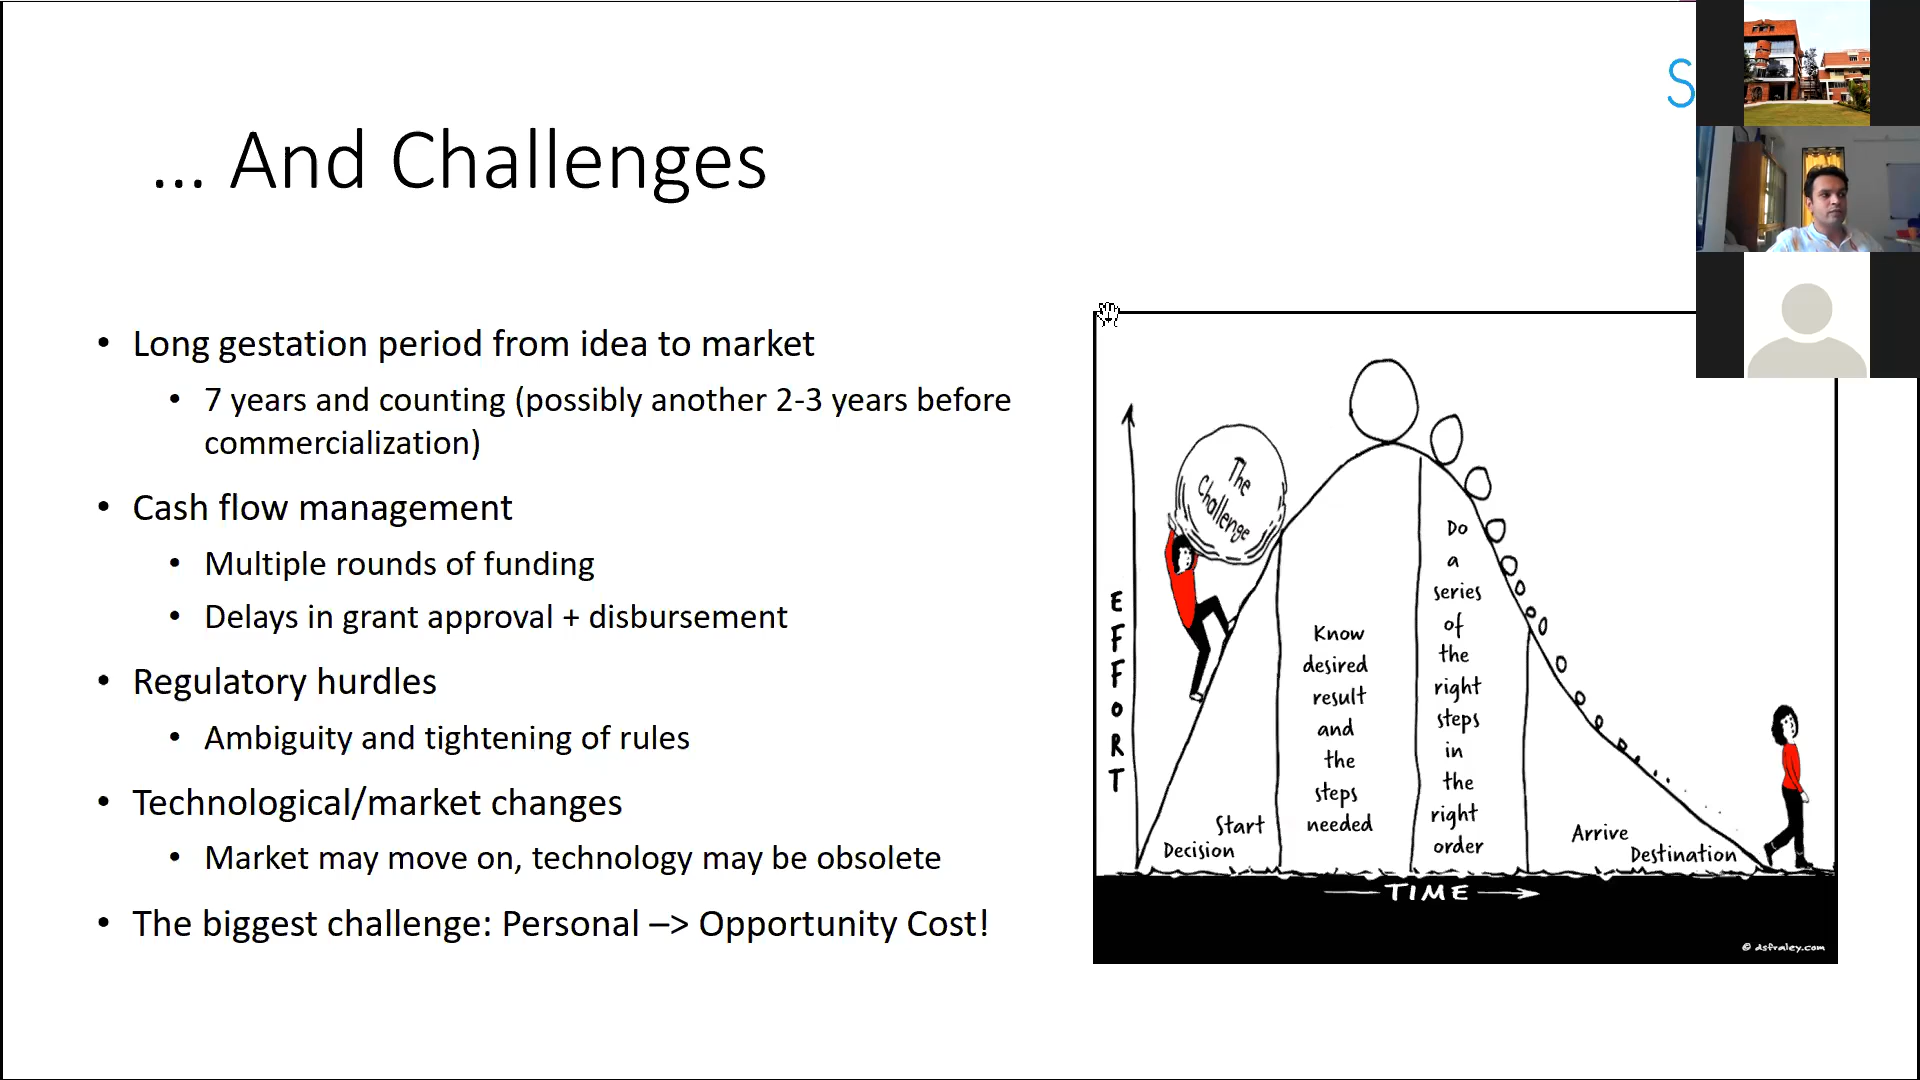 ... And Challenges
• Long gestation period from idea to market
• 7 years and counting (possibly another 2-3 years before
commercialization)
• Cash flow management
• Multiple rounds of funding
• Delays in grant approval + disbursement
• Regulatory hurdles
• Ambiguity and tightening of rules
• Technological/market changes
• Market may move on, technology may be obsolete
• The biggest challenge: Personal –> Opportunity Cost!
S
The
Challenge
EFFORT
Decision
Start
Know
desired
result
and
the
steps
needed
Do
a
series
of
the
right
steps
in
the
right
order
Arrive
Destination
TIME
© dsfraley.com